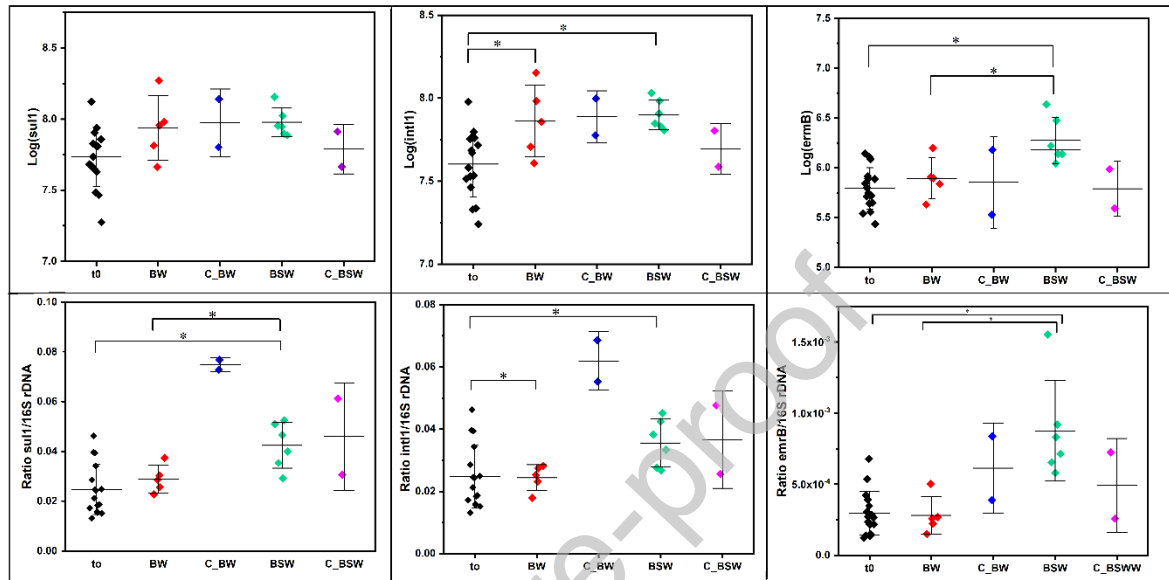 8.5
8.0
7.5
7.0
Log(sul1)
t0 BW C_BW BSW C_BSW
8.5
8.0
7.5
7.0
Log(intl1)
*
*
to BW C_BW BSW C_BSW
7.0
6.5
6.0
5.5
5.0
Log(ermB)
*
*
t0 BW C_BW BSW C_BSW
0.10
0.08
0.06
0.04
0.02
0.00
Ratio sul1/16S rDNA
*
*
to BW C_BW BSW C_BSW
0.08
0.06
0.04
0.02
0.00
Ratio intl1/16S rDNA
*
*
to BW C_BW BSW C_BSW
1.5x10⁻³
1.0x10⁻³
5.0x10⁻⁴
0.0
Ratio emrB/16S rDNA
*
*
t0 BW C_BW BSW C_BSWW
e-proof